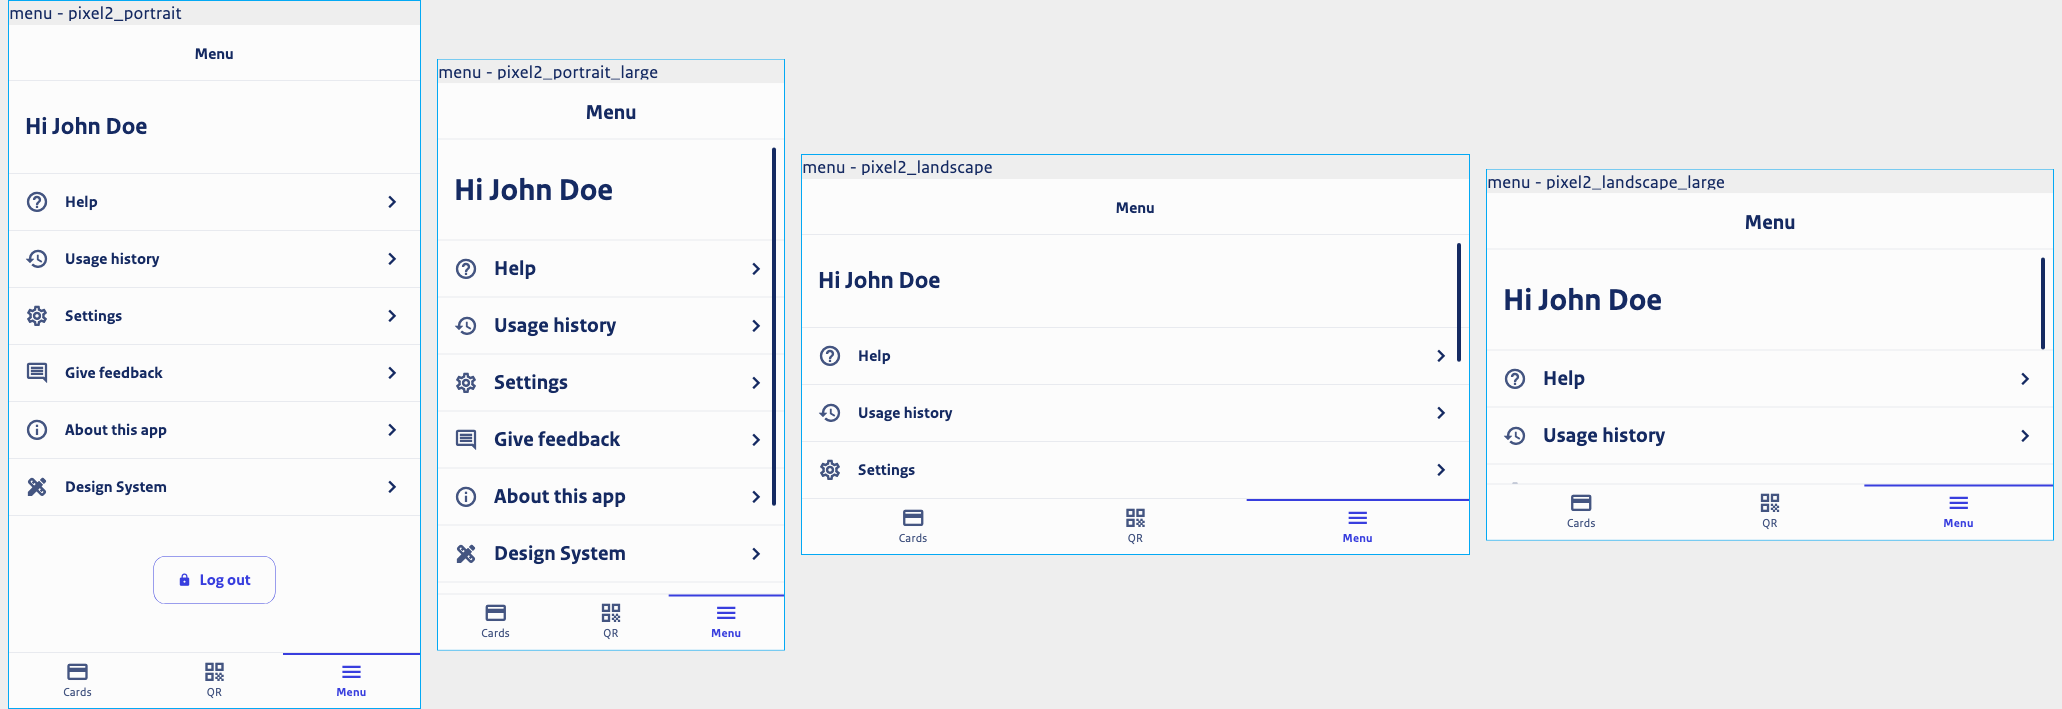 menu - pixel2_portrait
Menu
Hi John Doe
Help
Usage history
Settings
Give feedback
About this app
Design System
Log out
Cards
QR
Menu
menu - pixel2_portrait_large
Menu
Hi John Doe
Help
Usage history
Settings
Give feedback
About this app
Design System
Cards
QR
Menu
menu - pixel2_landscape
Menu
Hi John Doe
Help
Usage history
Settings
Cards
QR
Menu
menu - pixel2_landscape_large
Menu
Hi John Doe
Help
Usage history
Cards
QR
Menu